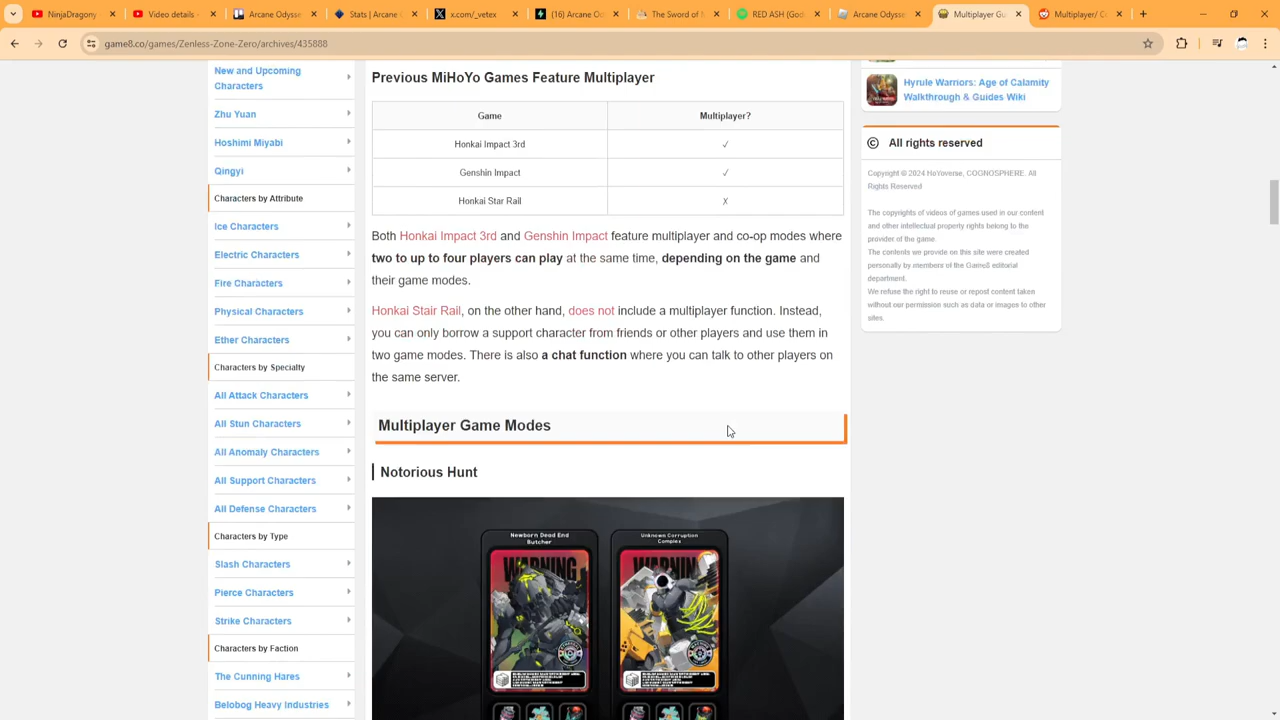 NinjaDragony
Video details -
Arcane Odyss
Stats | Arcane
x.com/_vetex
(16) Arcane Od
The Sword of
RED ASH (God
Arcane Odysse
Multiplayer Gu
Multiplayer/
game8.co/games/Zenless-Zone-Zero/archives/435888
New and Upcoming
Characters
Zhu Yuan
Hoshimi Miyabi
Qingyi
Characters by Attribute
Ice Characters
Electric Characters
Fire Characters
Physical Characters
Ether Characters
Characters by Specialty
All Attack Characters
All Stun Characters
All Anomaly Characters
All Support Characters
All Defense Characters
Characters by Type
Slash Characters
Pierce Characters
Strike Characters
Characters by Faction
The Cunning Hares
Belobog Heavy Industries
Previous MiHoYo Games Feature Multiplayer
Game Multiplayer?
Honkai Impact 3rd ✓
Genshin Impact ✓
Honkai Star Rail X
Both Honkai Impact 3rd and Genshin Impact feature multiplayer and co-op modes where
two to up to four players can play at the same time, depending on the game and
their game modes.
Honkai Stair Rail, on the other hand, does not include a multiplayer function. Instead,
you can only borrow a support character from friends or other players and use them in
two game modes. There is also a chat function where you can talk to other players on
the same server.
Multiplayer Game Modes
Notorious Hunt
Newborn Dead End
Butcher
Unknown Corruption
Complex
WARNIN
WARNIN
Hyrule Warriors: Age of Calamity
Walkthrough & Guides Wiki
© All rights reserved
Copyright © 2024 HoYoverse, COGNOSPHERE. All
Rights Reserved
The copyrights of videos of games used in our content
and other intellectual property rights belong to the
provider of the game.
The contents we provide on this site were created
personally by members of the Game8 editorial
department.
We refuse the right to reuse or repost content taken
without our permission such as data or images to other
sites.